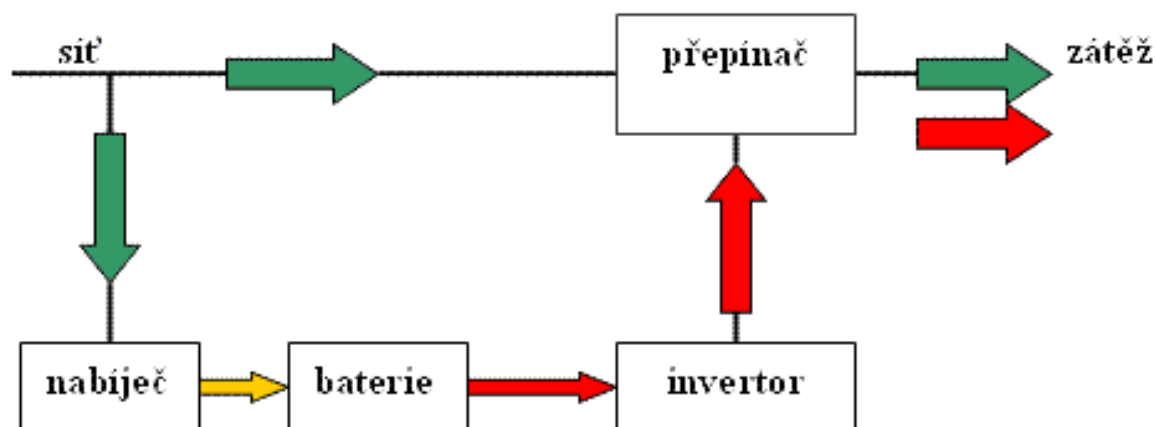 síť
přepínač
zátěž
nabíječ
baterie
invertor